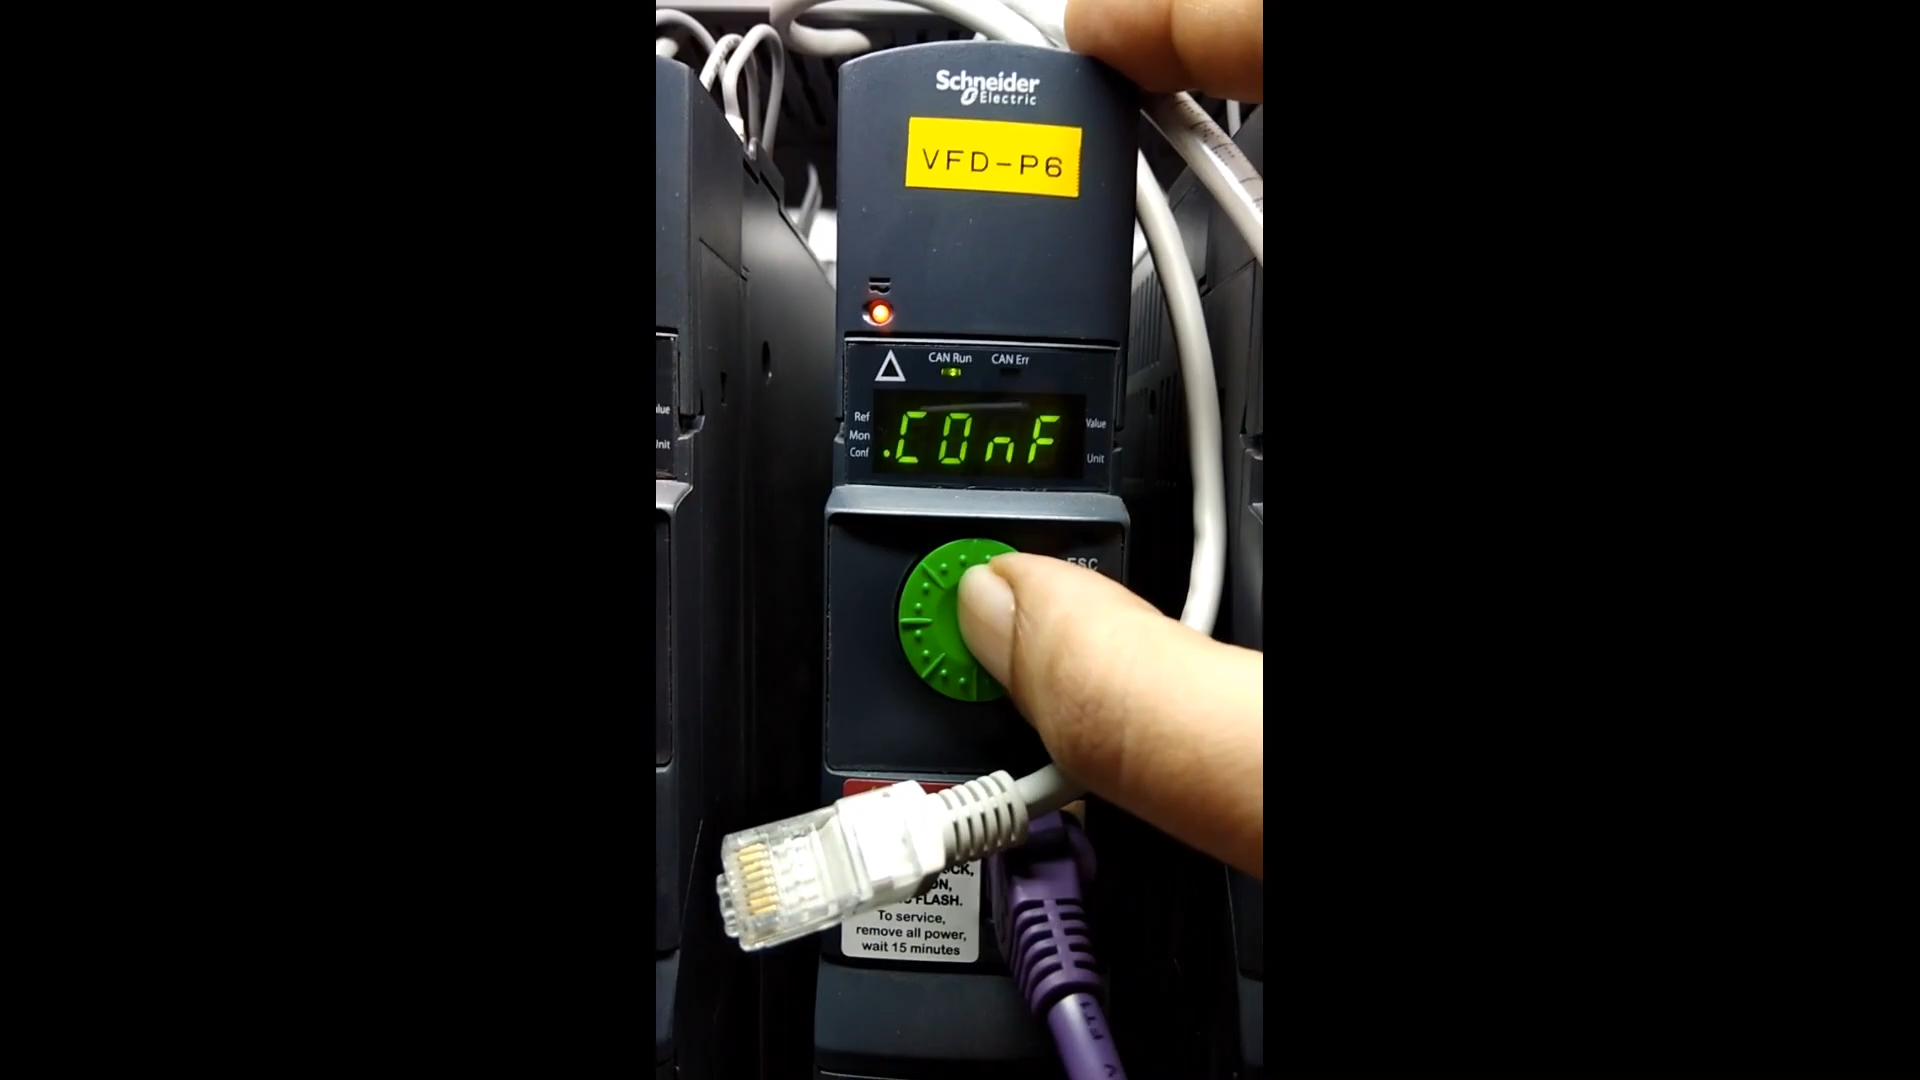 Schneider
Electric
VFD-P6
CAN Run CAN Err
Ref
Mon
Conf
.COnF
Value
Unit
ESC
FLASH.
To service,
remove all power,
wait 15 minutes